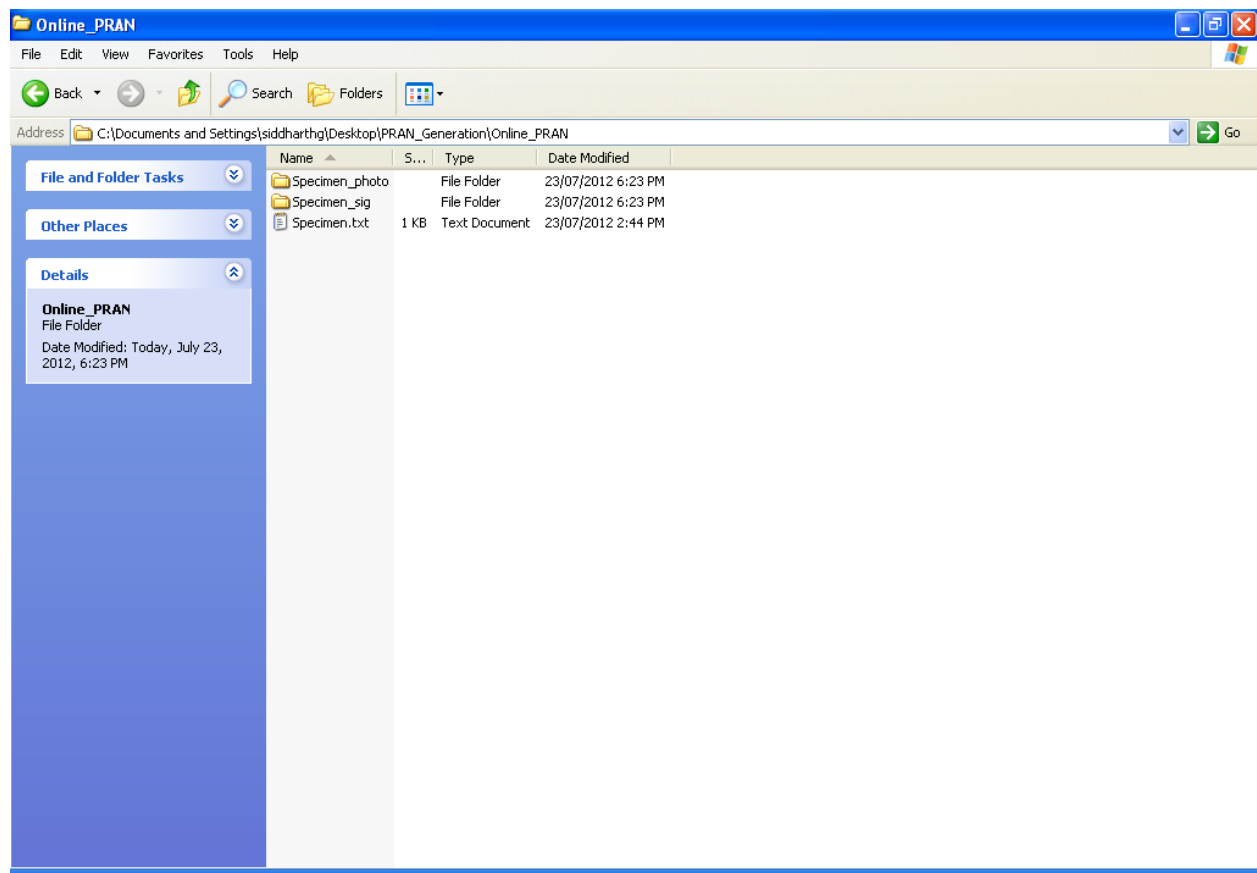 Online_PRAN
File Edit View Favorites Tools Help
Back Search Folders
Address C:\Documents and Settings\siddharthg\Desktop\PRAN_Generation\Online_PRAN Go
File and Folder Tasks
Other Places
Details
Online_PRAN
File Folder
Date Modified: Today, July 23,
2012, 6:23 PM
Name S... Type Date Modified
Specimen_photo File Folder 23/07/2012 6:23 PM
Specimen_sig File Folder 23/07/2012 6:23 PM
Specimen.txt 1 KB Text Document 23/07/2012 2:44 PM